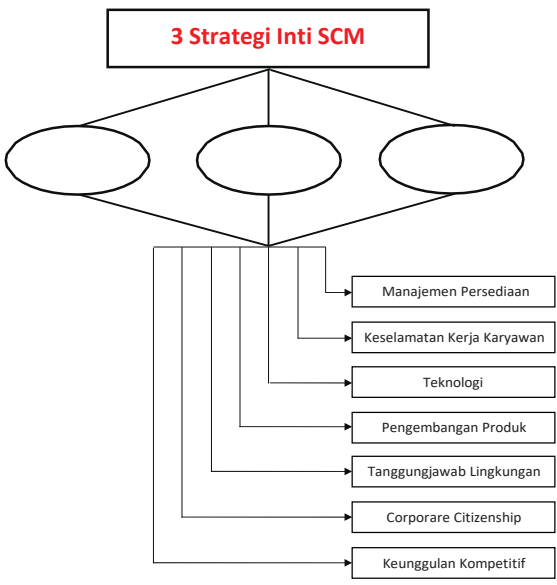 3 Strategi Inti SCM
Manajemen Persediaan
Keselamatan Kerja Karyawan
Teknologi
Pengembangan Produk
Tanggungjawab Lingkungan
Corporare Citizenship
Keunggulan Kompetitif